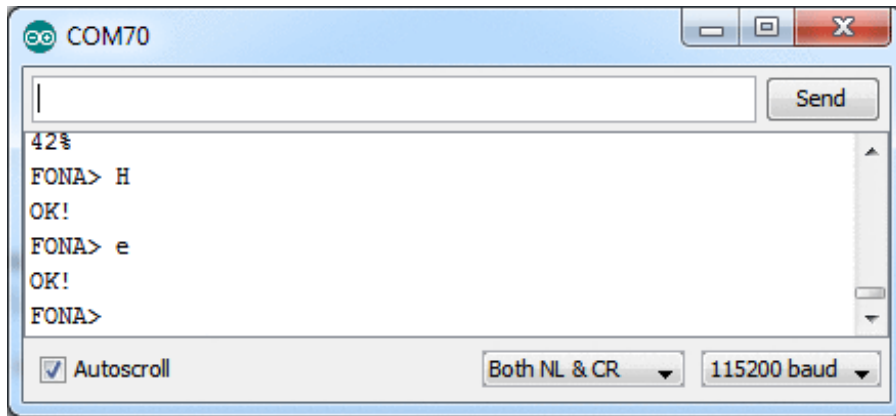 COM70
Send
42%
FONA> H
OK!
FONA> e
OK!
FONA>
Autoscroll
Both NL & CR
115200 baud